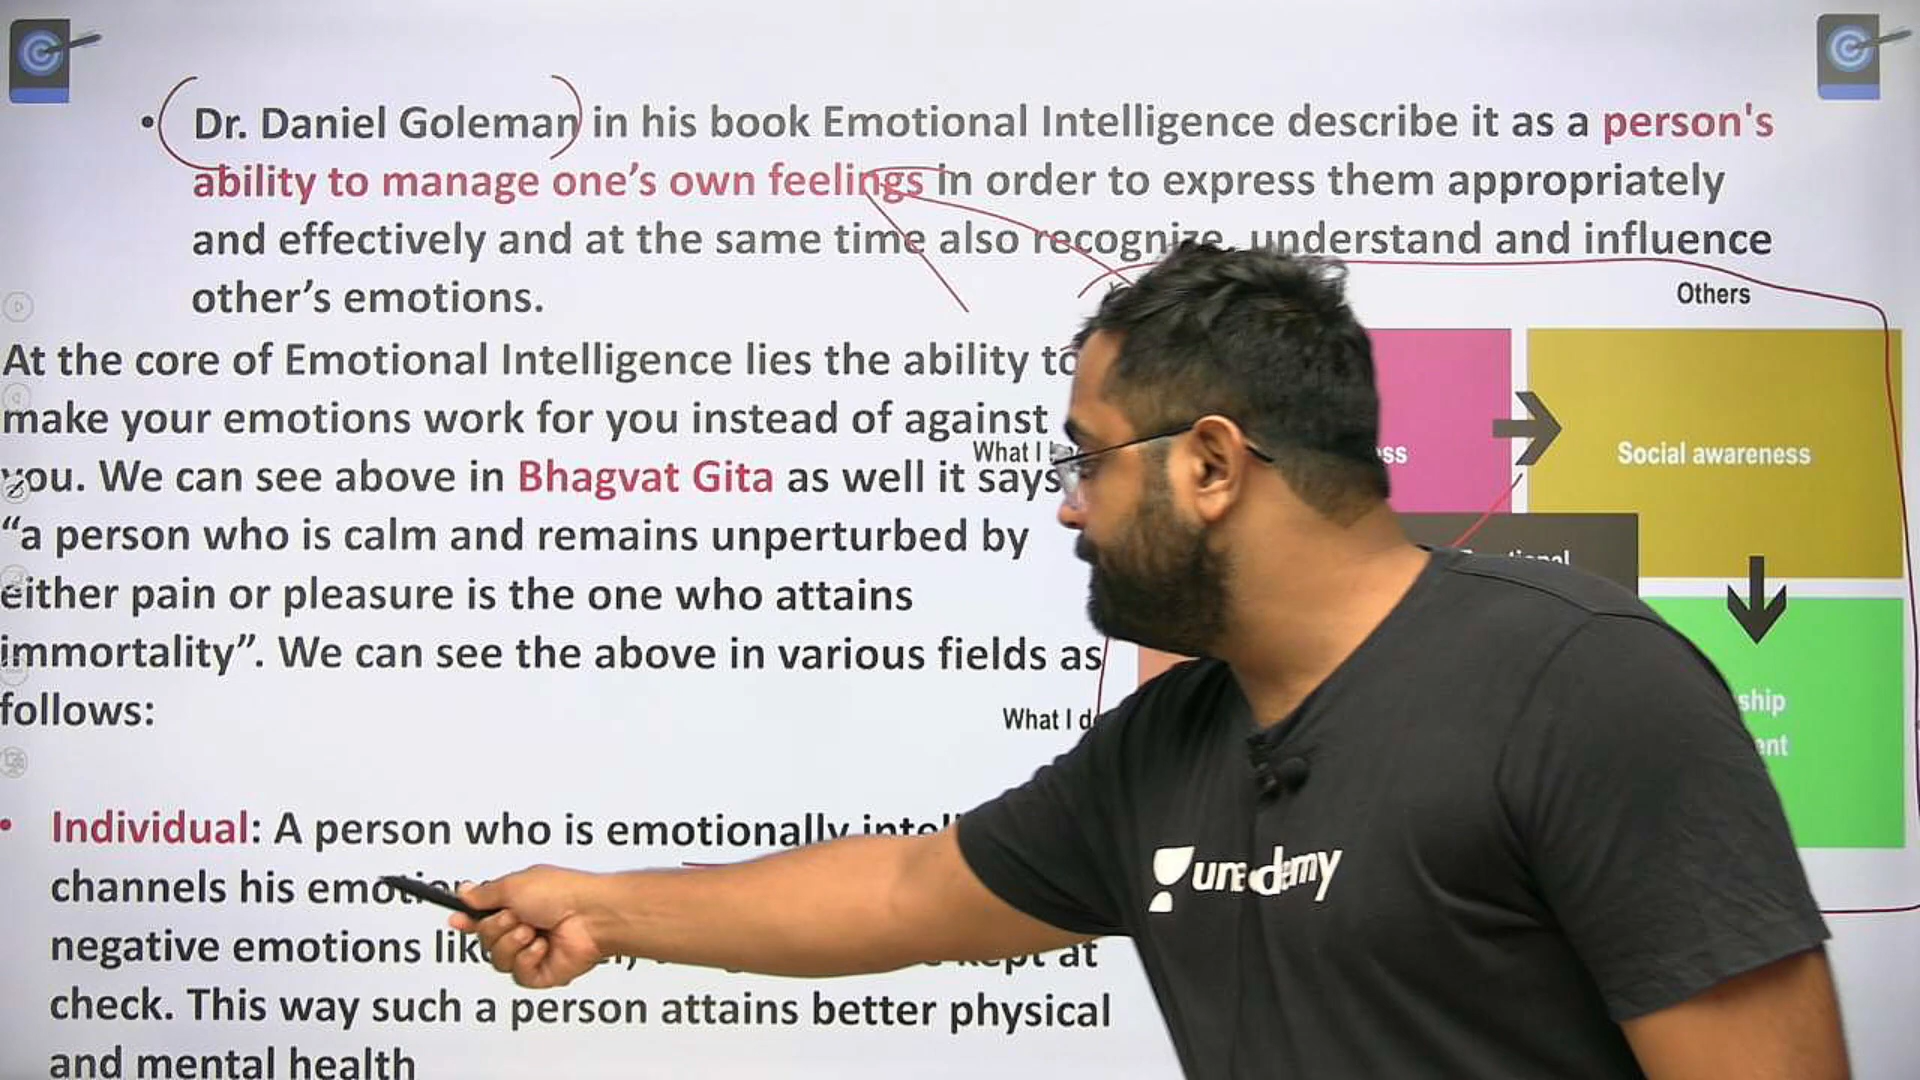 Dr. Daniel Goleman in his book Emotional Intelligence describe it as a person's
ability to manage one’s own feelings in order to express them appropriately
and effectively and at the same time also recognize, understand and influence
other’s emotions.
Others
At the core of Emotional Intelligence lies the ability to
make your emotions work for you instead of against
What I
you. We can see above in Bhagvat Gita as well it says
Social awareness
“a person who is calm and remains unperturbed by
either pain or pleasure is the one who attains
immortality”. We can see the above in various fields as
follows:
What I
Individual: A person who is emotionally
channels his
negative emotions kept at
check. This way such a person attains better physical
and mental health
unacademy